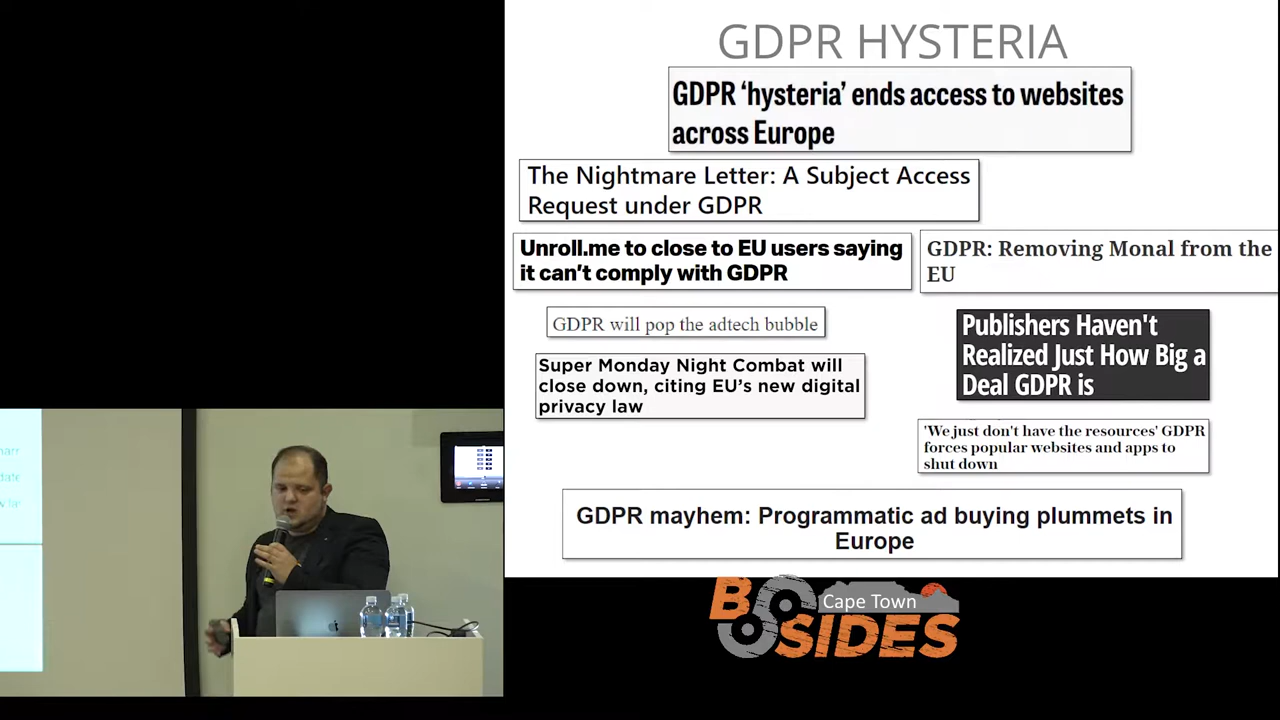 GDPR HYSTERIA
GDPR ‘hysteria’ ends access to websites
across Europe
The Nightmare Letter: A Subject Access
Request under GDPR
Unroll.me to close to EU users saying
it can’t comply with GDPR
GDPR: Removing Monal from the
EU
GDPR will pop the adtech bubble
Publishers Haven't
Realized Just How Big a
Deal GDPR is
Super Monday Night Combat will
close down, citing EU’s new digital
privacy law
'We just don't have the resources' GDPR
forces popular websites and apps to
shut down
GDPR mayhem: Programmatic ad buying plummets in
Europe
B
Cape Town
SIDES